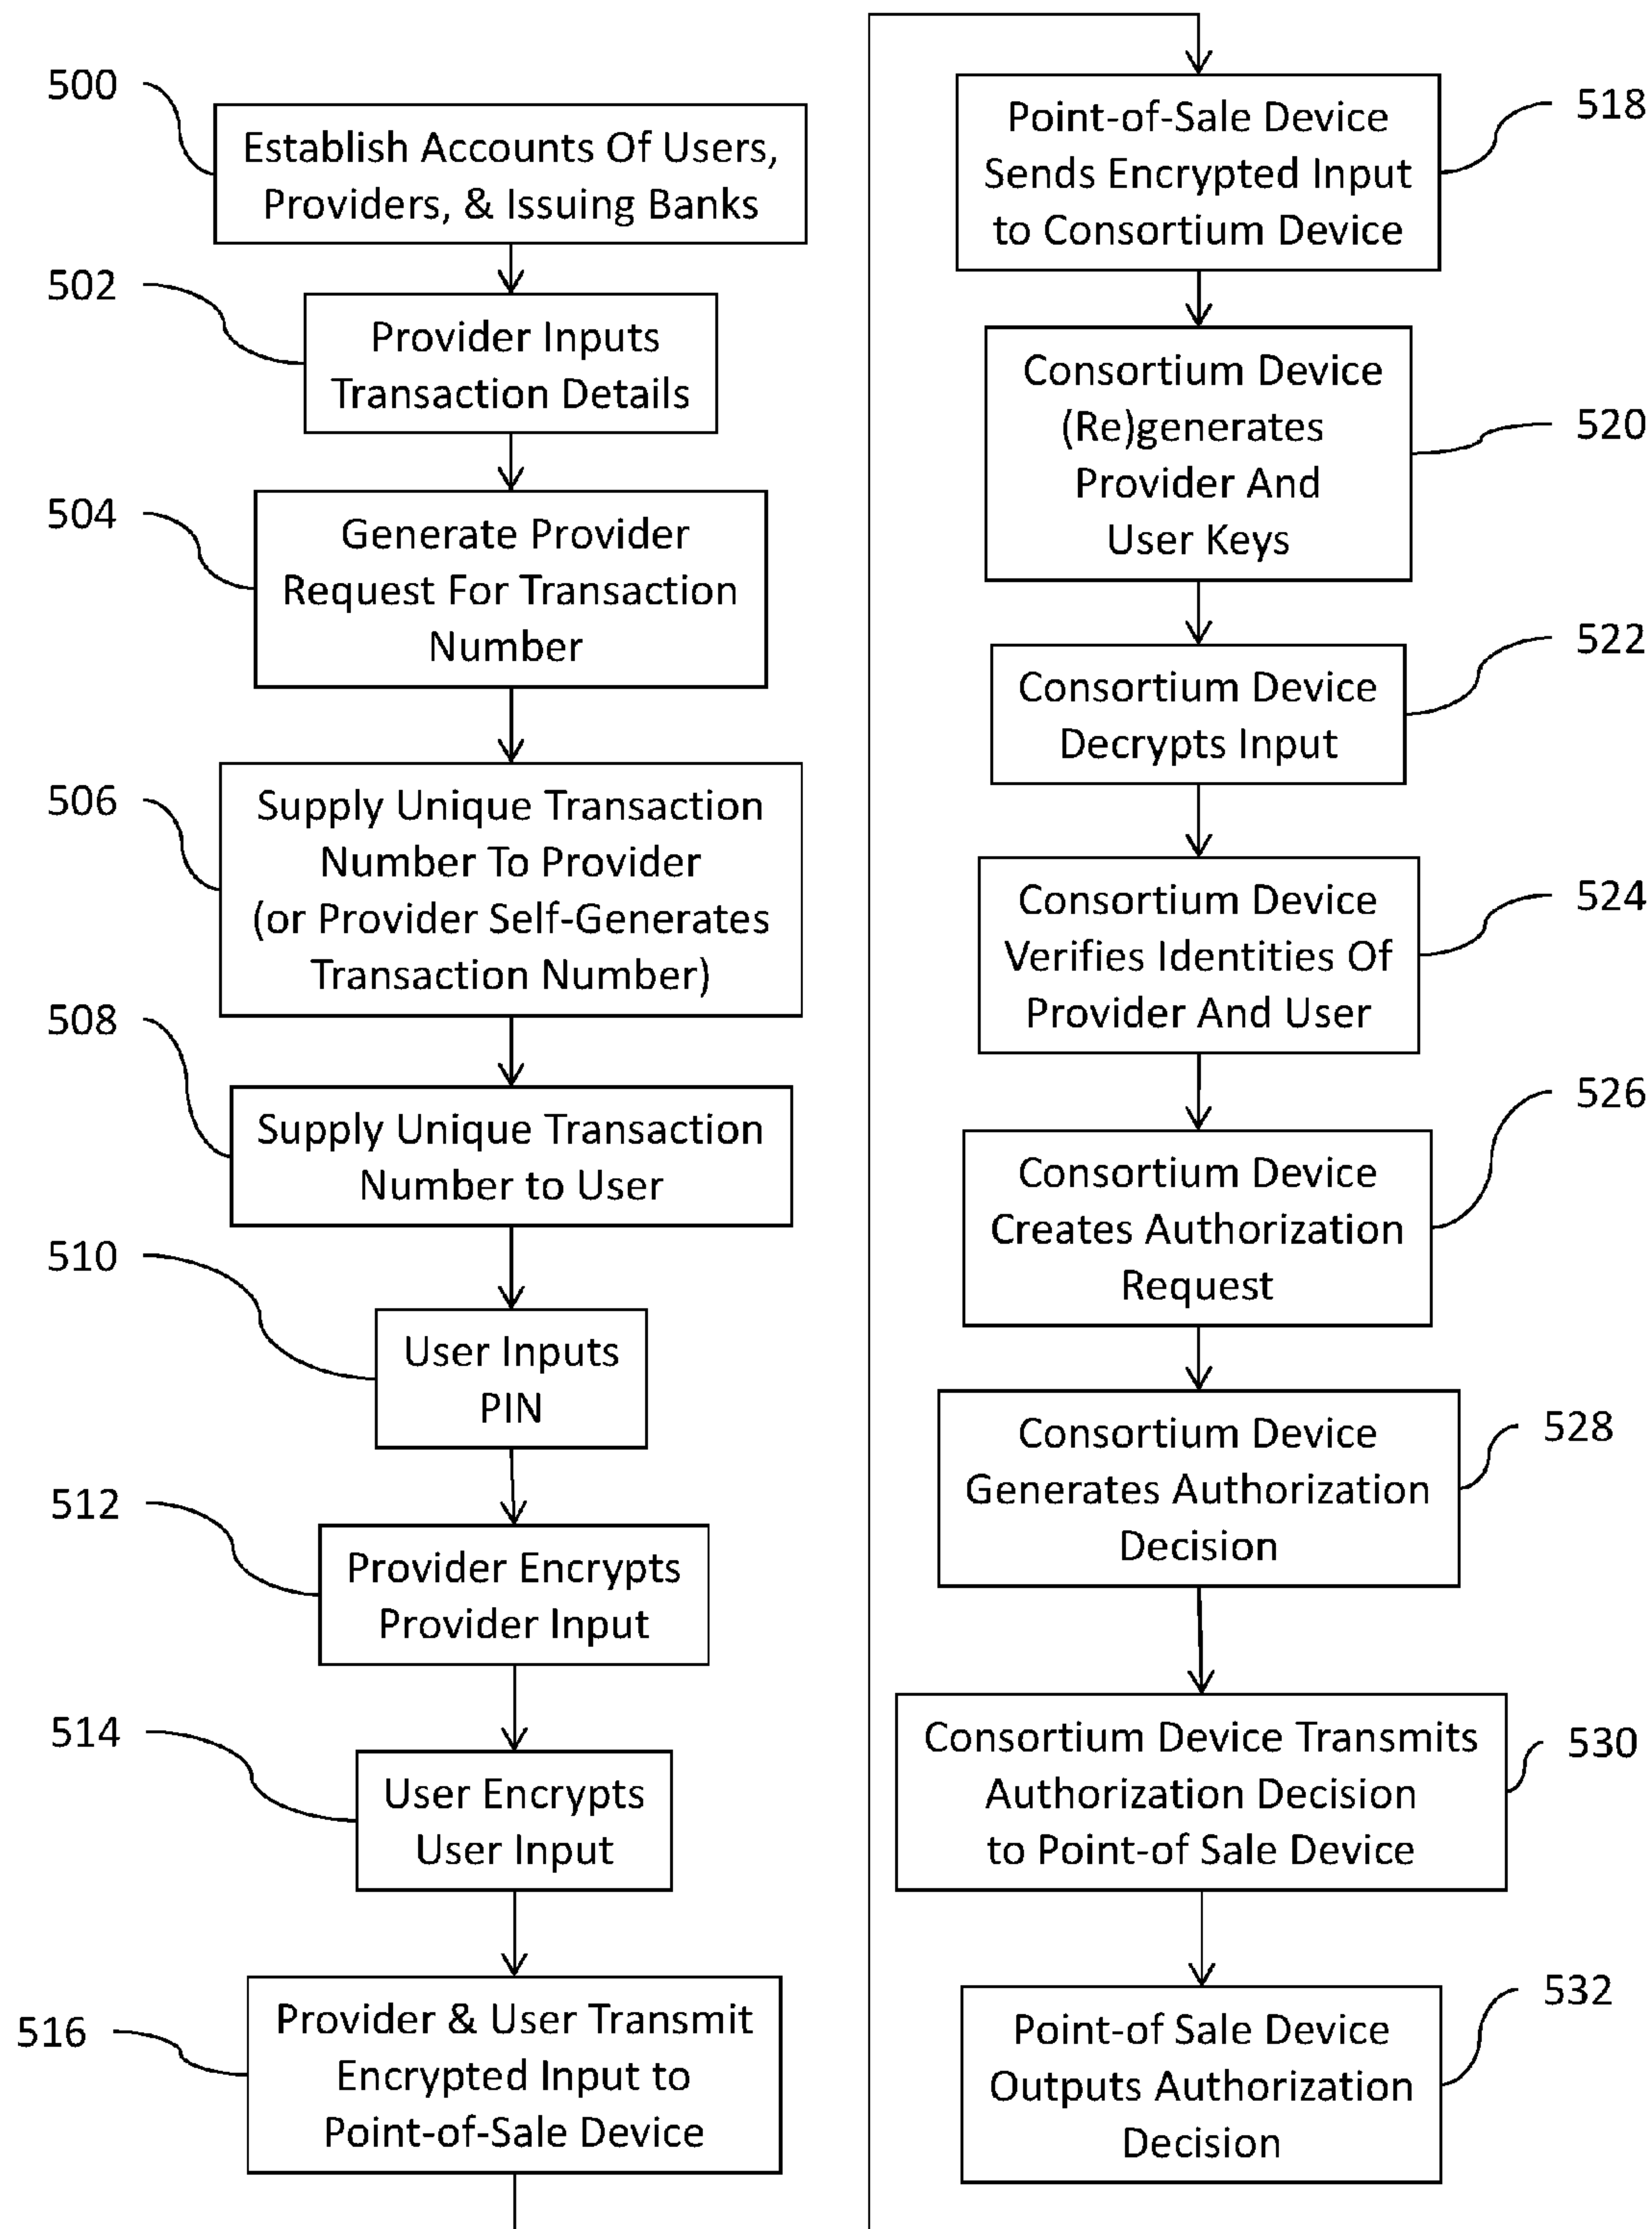 500
Establish Accounts Of Users,
Providers, & Issuing Banks
502
Provider Inputs
Transaction Details
504
Generate Provider
Request For Transaction
Number
506
Supply Unique Transaction
Number To Provider
(or Provider Self-Generates
Transaction Number)
508
Supply Unique Transaction
Number to User
510
User Inputs
PIN
512
Provider Encrypts
Provider Input
514
User Encrypts
User Input
516
Provider & User Transmit
Encrypted Input to
Point-of-Sale Device
518
Point-of-Sale Device
Sends Encrypted Input
to Consortium Device
520
Consortium Device
(Re)generates
Provider And
User Keys
522
Consortium Device
Decrypts Input
524
Consortium Device
Verifies Identities Of
Provider And User
526
Consortium Device
Creates Authorization
Request
528
Consortium Device
Generates Authorization
Decision
530
Consortium Device Transmits
Authorization Decision
to Point-of Sale Device
532
Point-of Sale Device
Outputs Authorization
Decision